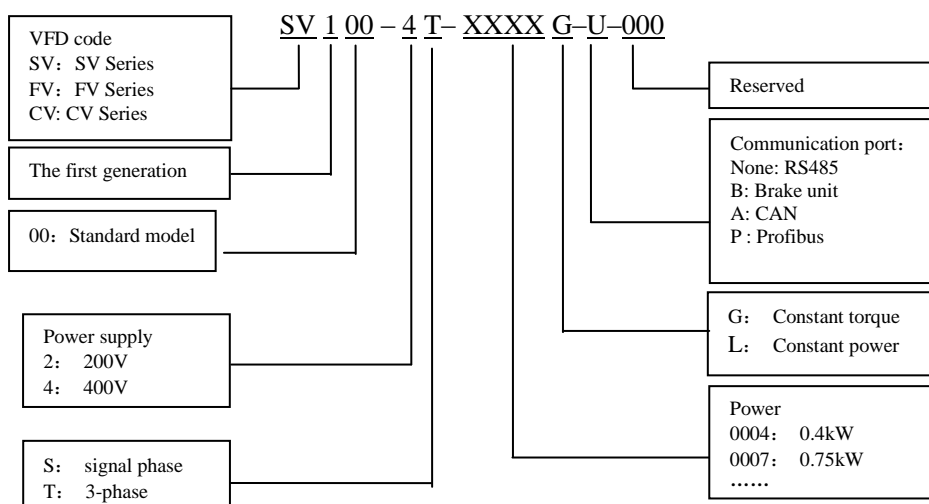 SV 1 00 – 4 T– XXXX G–U–000
VFD code
SV: SV Series
FV: FV Series
CV: CV Series
The first generation
00: Standard model
Power supply
2: 200V
4: 400V
S: signal phase
T: 3-phase
Reserved
Communication port:
None: RS485
B: Brake unit
A: CAN
P : Profibus
G: Constant torque
L: Constant power
Power
0004: 0.4kW
0007: 0.75kW
……